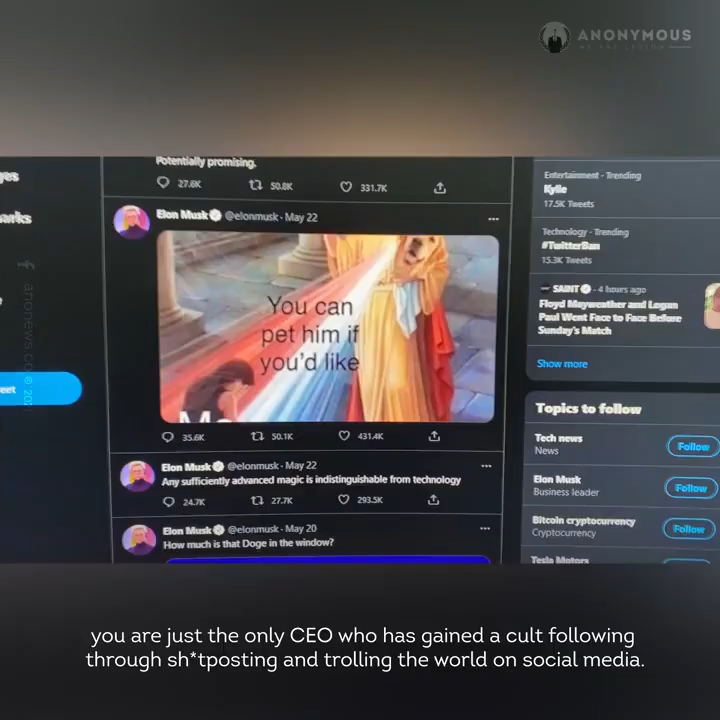 ANONYMOUS
WE ARE LEGION
Potentially promising.
27.6K 50.8K 331.7K
Elon Musk @elonmusk · May 22
You can
pet him if
you'd like
35.6K 50.1K 431.4K
Elon Musk @elonmusk · May 22
Any sufficiently advanced magic is indistinguishable from technology
24.7K 27.7K 293.5K
Elon Musk @elonmusk · May 20
How much is that Doge in the window?
Entertainment · Trending
Kylie
17.5K Tweets
Technology · Trending
#TwitterBan
15.3K Tweets
SAINT · 4 hours ago
Floyd Mayweather and Logan
Paul Went Face to Face Before
Sunday's Match
Show more
Topics to follow
Tech news
News
Follow
Elon Musk
Business leader
Follow
Bitcoin cryptocurrency
Cryptocurrency
Follow
Tesla Motors
you are just the only CEO who has gained a cult following
through sh*tposting and trolling the world on social media.